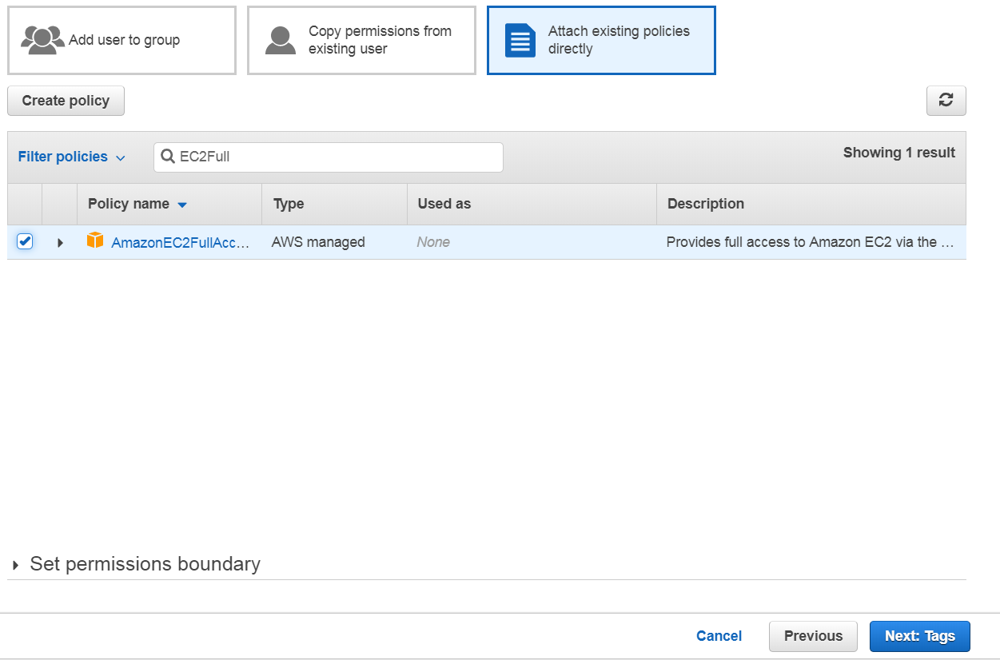 Add user to group
Copy permissions from
existing user
Attach existing policies
directly
Create policy
Filter policies
EC2Full
Showing 1 result
Policy name
Type
Used as
Description
AmazonEC2FullAcc…
AWS managed
None
Provides full access to Amazon EC2 via the …
Set permissions boundary
Cancel
Previous
Next: Tags